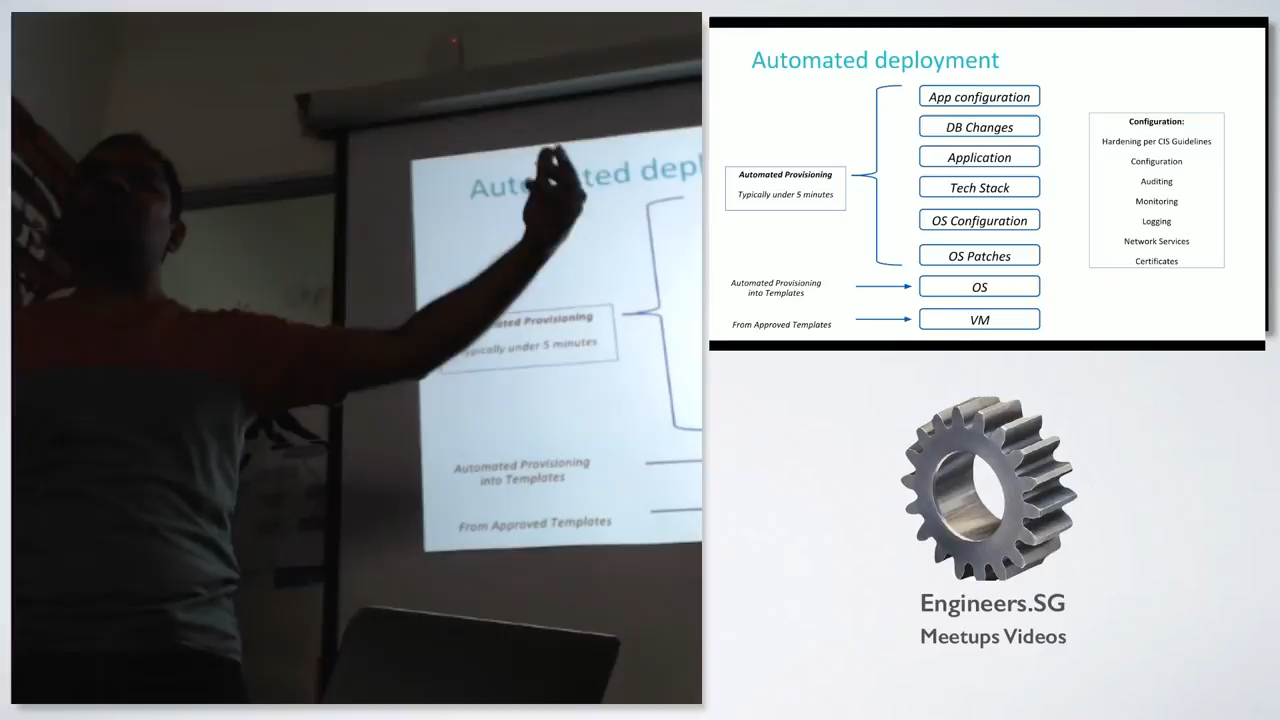 Automated depl
ated Provisioning
Typically under 5 minutes
Automated Provisioning
into Templates
From Approved Templates
Automated deployment
App configuration
DB Changes
Application
Tech Stack
OS Configuration
OS Patches
OS
VM
Automated Provisioning
Typically under 5 minutes
Automated Provisioning
into Templates
From Approved Templates
Configuration:
Hardening per CIS Guidelines
Configuration
Auditing
Monitoring
Logging
Network Services
Certificates
Engineers.SG
Meetups Videos